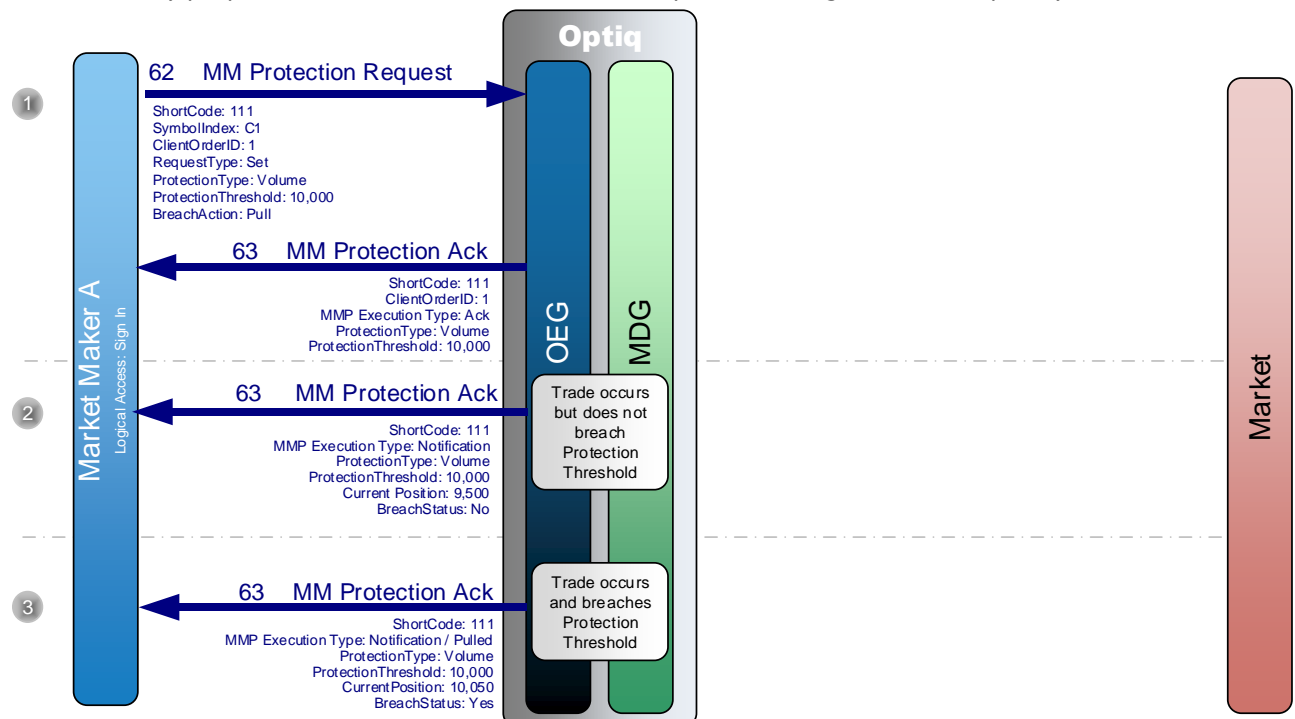 Optiq
1
62 MM Protection Request
ShortCode: 111
SymbolIndex: C1
ClientOrderID: 1
RequestType: Set
ProtectionType: Volume
ProtectionThreshold: 10,000
BreachAction: Pull
63 MM Protection Ack
ShortCode: 111
ClientOrderID: 1
MMP Execution Type: Ack
ProtectionType: Volume
ProtectionThreshold: 10,000
Market Maker A
Logical Access: Sign In
OEG
MDG
Market
2
63 MM Protection Ack
ShortCode: 111
MMP Execution Type: Notification
ProtectionType: Volume
ProtectionThreshold: 10,000
Current Position: 9,500
BreachStatus: No
Trade occurs
but does not
breach
Protection
Threshold
3
63 MM Protection Ack
ShortCode: 111
MMP Execution Type: Notification / Pulled
ProtectionType: Volume
ProtectionThreshold: 10,000
CurrentPosition: 10,050
BreachStatus: Yes
Trade occurs
and breaches
Protection
Threshold